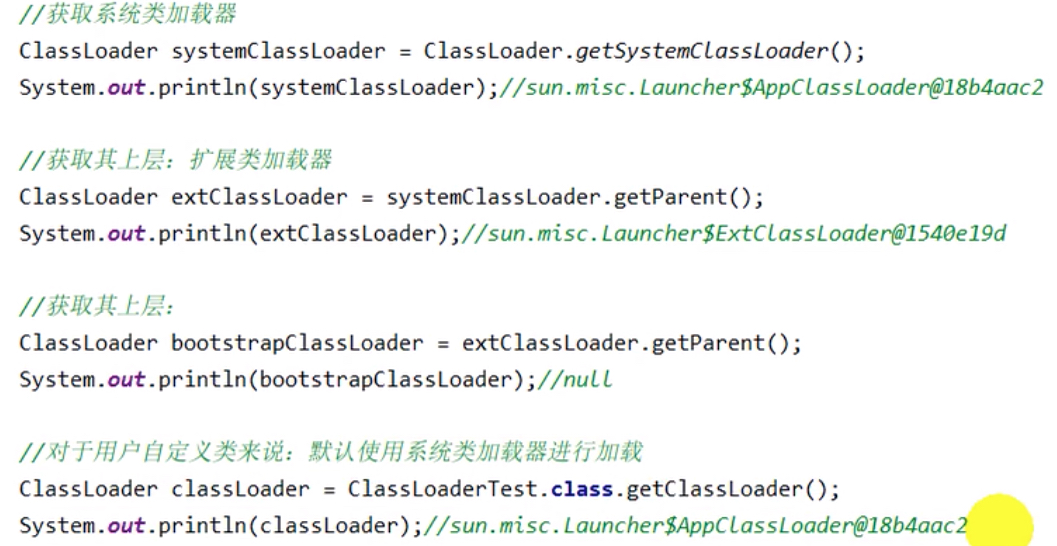 //获取系统类加载器
ClassLoader systemClassLoader = ClassLoader.getSystemClassLoader();
System.out.println(systemClassLoader);//sun.misc.Launcher$AppClassLoader@18b4aac2
//获取其上层：扩展类加载器
ClassLoader extClassLoader = systemClassLoader.getParent();
System.out.println(extClassLoader);//sun.misc.Launcher$ExtClassLoader@1540e19d
//获取其上层：
ClassLoader bootstrapClassLoader = extClassLoader.getParent();
System.out.println(bootstrapClassLoader);//null
//对于用户自定义类来说：默认使用系统类加载器进行加载
ClassLoader classLoader = ClassLoaderTest.class.getClassLoader();
System.out.println(classLoader);//sun.misc.Launcher$AppClassLoader@18b4aac2